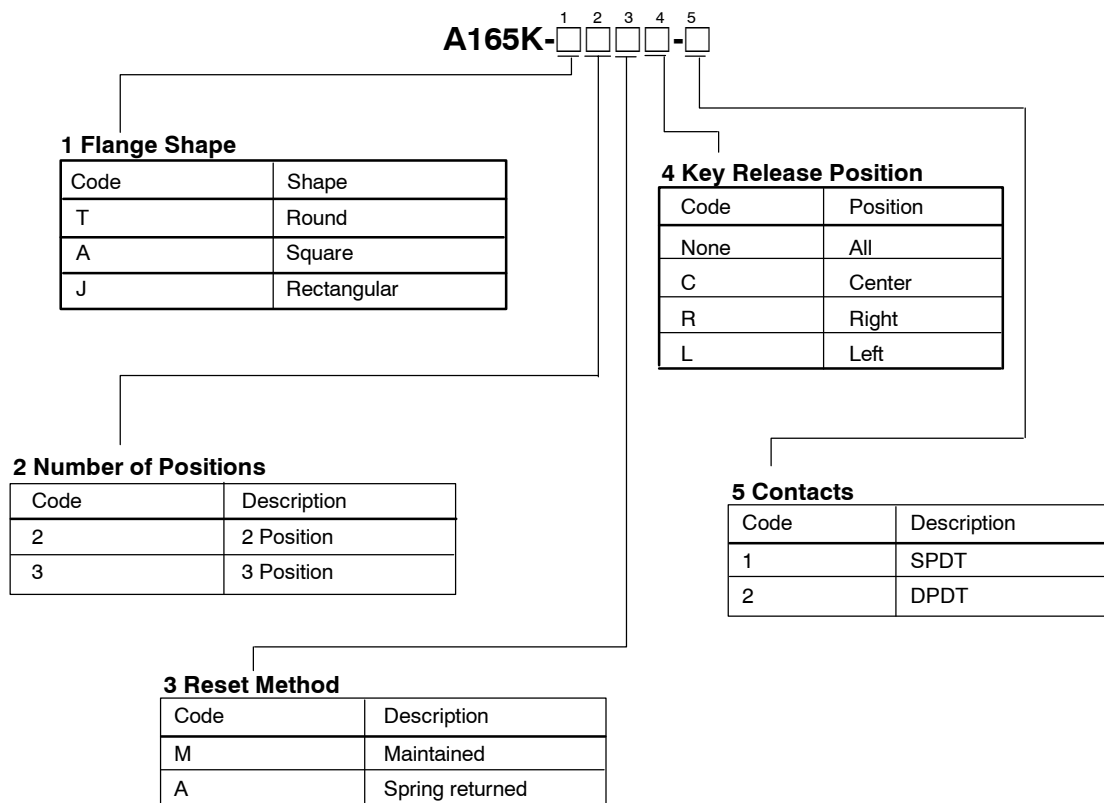 1 2 3 4 5
A165K-□□□□-□
1 Flange Shape
Code Shape
T Round
A Square
J Rectangular
4 Key Release Position
Code Position
None All
C Center
R Right
L Left
2 Number of Positions
Code Description
2 2 Position
3 3 Position
5 Contacts
Code Description
1 SPDT
2 DPDT
3 Reset Method
Code Description
M Maintained
A Spring returned